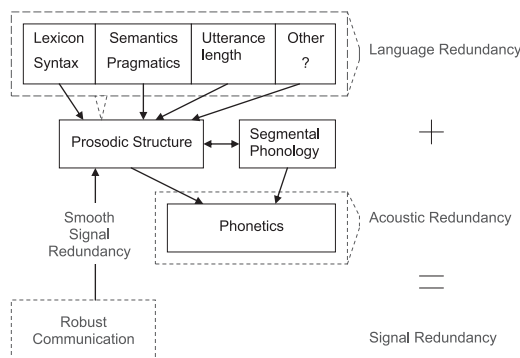 Lexicon
Syntax
Semantics
Pragmatics
Utterance
length
Other
?
Language Redundancy
Prosodic Structure
Segmental
Phonology
+
Smooth
Signal
Redundancy
Phonetics
Acoustic Redundancy
=
Robust
Communication
Signal Redundancy